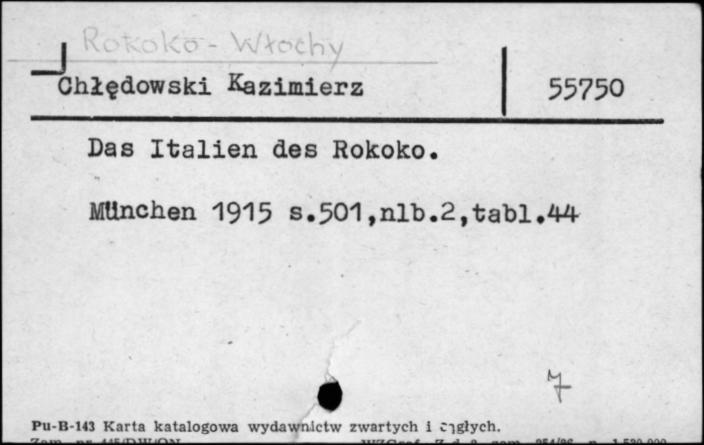 Rokoko - Włochy
Chłędowski Kazimierz 55750
Das Italien des Rokoko.
München 1915 s.501,nlb.2,tabl.44
7
Pu-B-143 Karta katalogowa wydawnictw zwartych i ciągłych.